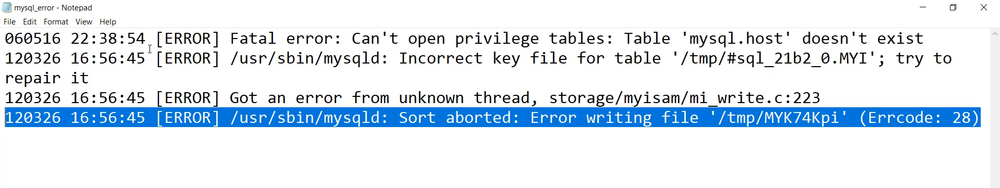 mysql_error - Notepad
File Edit Format View Help
060516 22:38:54 [ERROR] Fatal error: Can't open privilege tables: Table 'mysql.host' doesn't exist
120326 16:56:45 [ERROR] /usr/sbin/mysqld: Incorrect key file for table '/tmp/#sql_21b2_0.MYI'; try to
repair it
120326 16:56:45 [ERROR] Got an error from unknown thread, storage/myisam/mi_write.c:223
120326 16:56:45 [ERROR] /usr/sbin/mysqld: Sort aborted: Error writing file '/tmp/MYK74Kpi' (Errcode: 28)